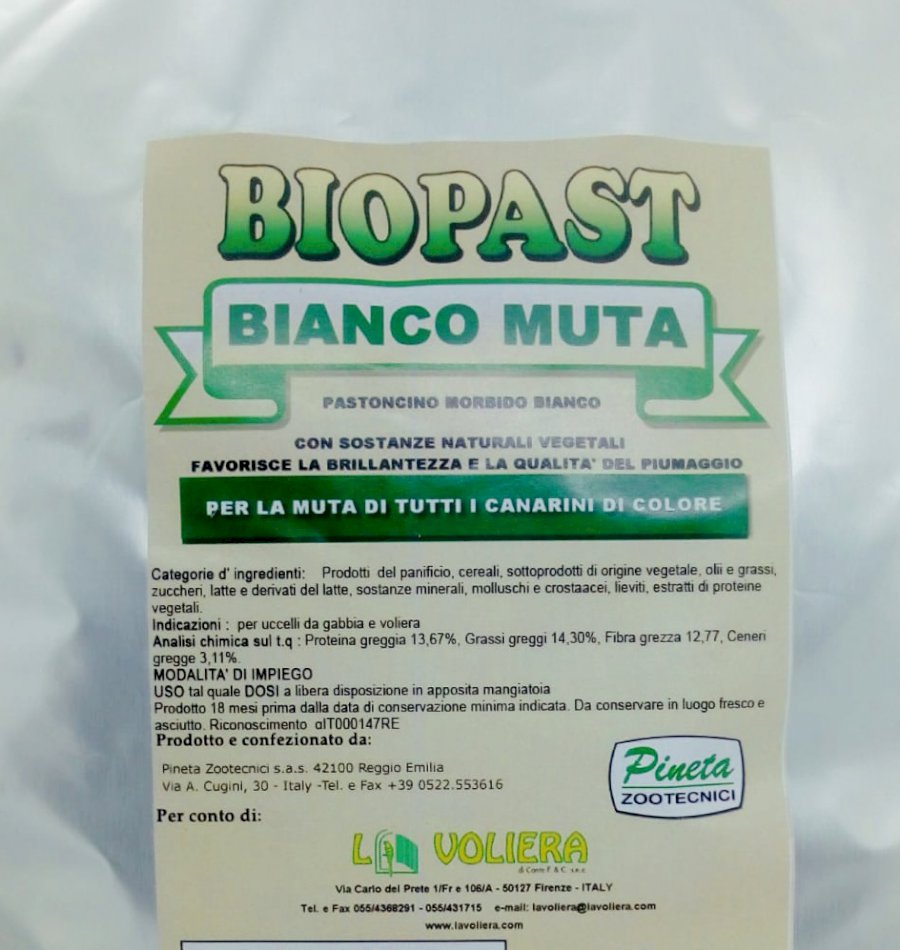 BIOPAST
BIANCO MUTA
PASTONCINO MORBIDO BIANCO
CON SOSTANZE NATURALI VEGETALI
FAVORISCE LA BRILLANTEZZA E LA QUALITA' DEL PIUMAGGIO
PER LA MUTA DI TUTTI I CANARINI DI COLORE
Categorie d' ingredienti: Prodotti del panificio, cereali, sottoprodotti di origine vegetale, olii e grassi,
zuccheri, latte e derivati del latte, sostanze minerali, molluschi e crostaacei, lieviti, estratti di proteine
vegetali.
Indicazioni : per uccelli da gabbia e voliera
Analisi chimica sul t.q : Proteina greggia 13,67%, Grassi greggi 14,30%, Fibra grezza 12,77, Ceneri
gregge 3,11%.
MODALITA' DI IMPIEGO
USO tal quale DOSI a libera disposizione in apposita mangiatoia
Prodotto 18 mesi prima dalla data di conservazione minima indicata. Da conservare in luogo fresco e
asciutto. Riconoscimento αIT000147RE
Prodotto e confezionato da:
Pineta Zootecnici s.a.s. 42100 Reggio Emilia
Via A. Cugini, 30 - Italy -Tel. e Fax +39 0522.553616
Pineta
ZOOTECNICI
Per conto di:
LA VOLIERA
di Conte F. & C. s.n.c.
Via Carlo del Prete 1/Fr e 106/A - 50127 Firenze - ITALY
Tel. e Fax 055/4368291 - 055/431715 e-mail: lavoliera@lavoliera.com
www.lavoliera.com